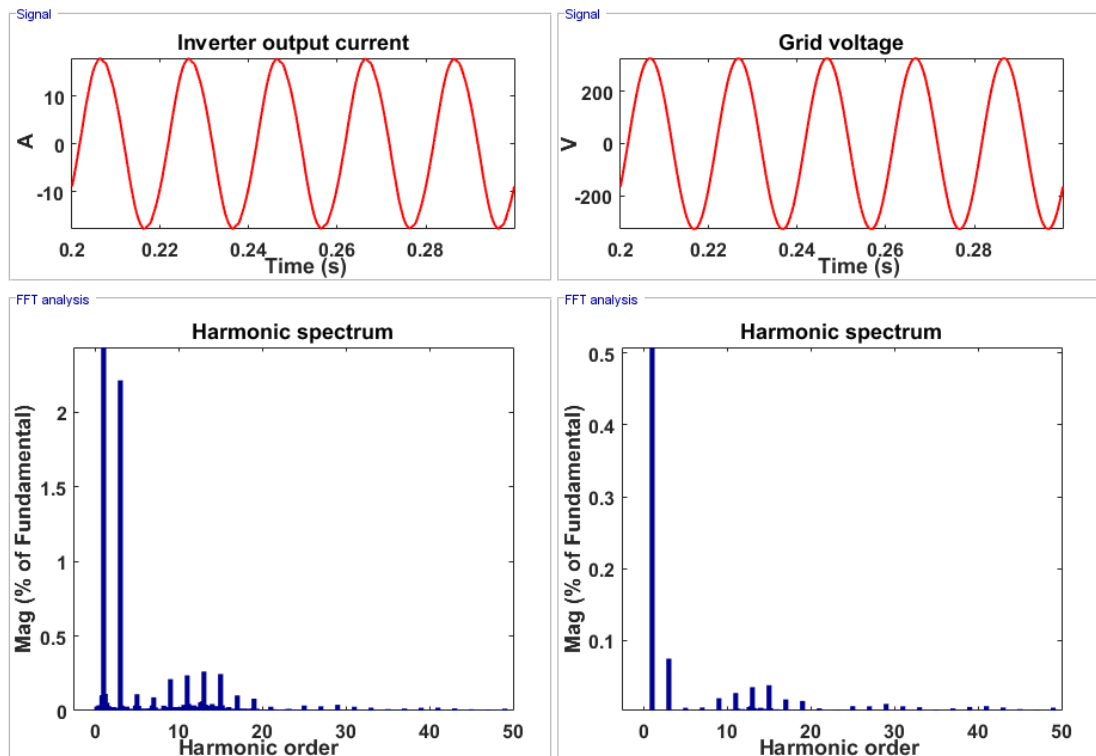 Signal
Inverter output current
A
10
0
-10
0.2
0.22
0.24
0.26
0.28
Time (s)
Signal
Grid voltage
V
200
0
-200
0.2
0.22
0.24
0.26
0.28
Time (s)
FFT analysis
Harmonic spectrum
Mag (% of Fundamental)
2
1.5
1
0.5
0
0
10
20
30
40
50
Harmonic order
FFT analysis
Harmonic spectrum
Mag (% of Fundamental)
0.5
0.4
0.3
0.2
0.1
0
10
20
30
40
50
Harmonic order